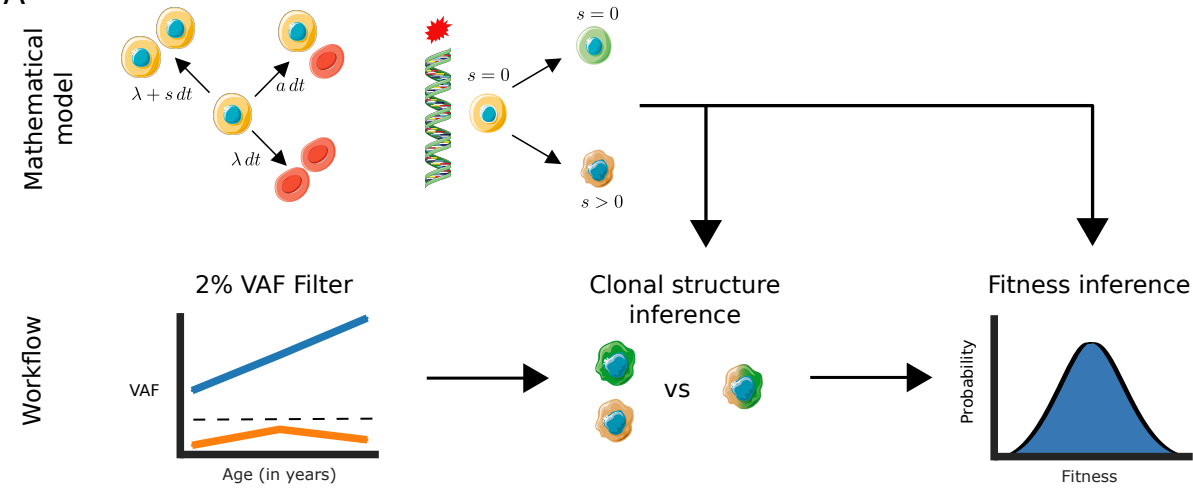 A
Mathematical
model
λ + s dt
a dt
λ dt
s = 0
s = 0
s > 0
Workflow
2% VAF Filter
VAF
Age (in years)
Clonal structure
inference
vs
Fitness inference
Probability
Fitness